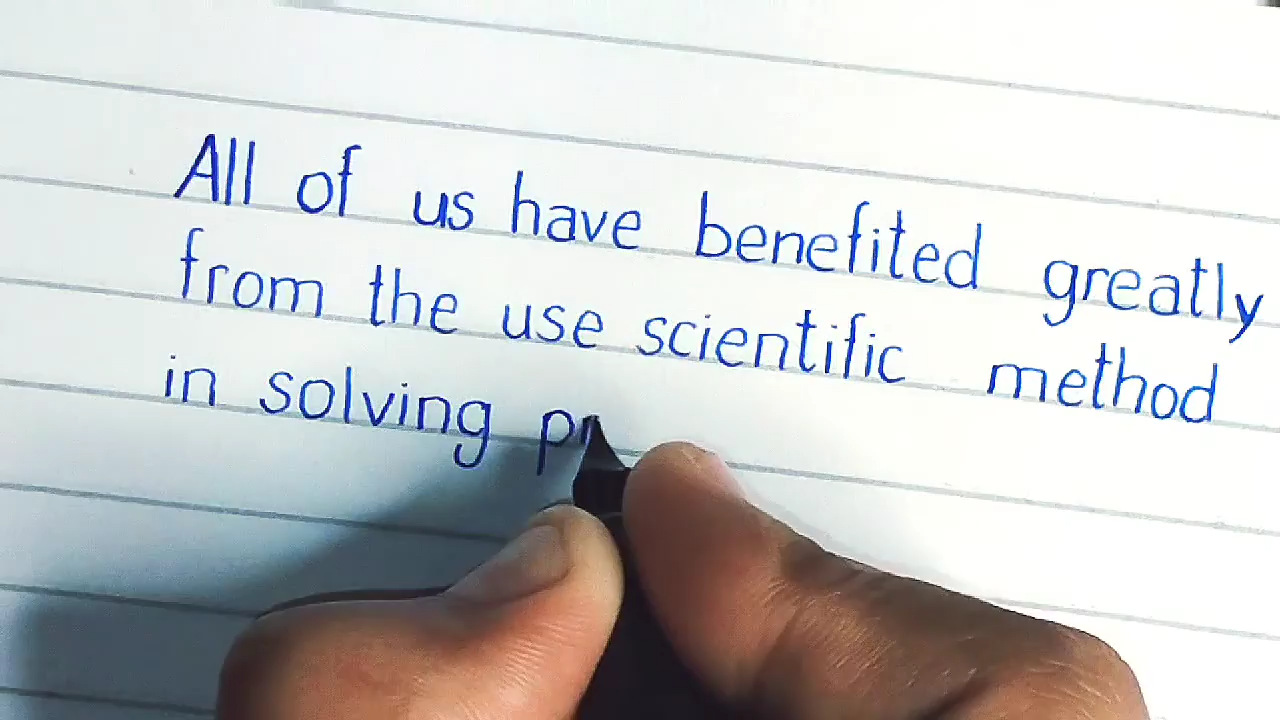 All of us have benefited greatly
from the use scientific method
in solving